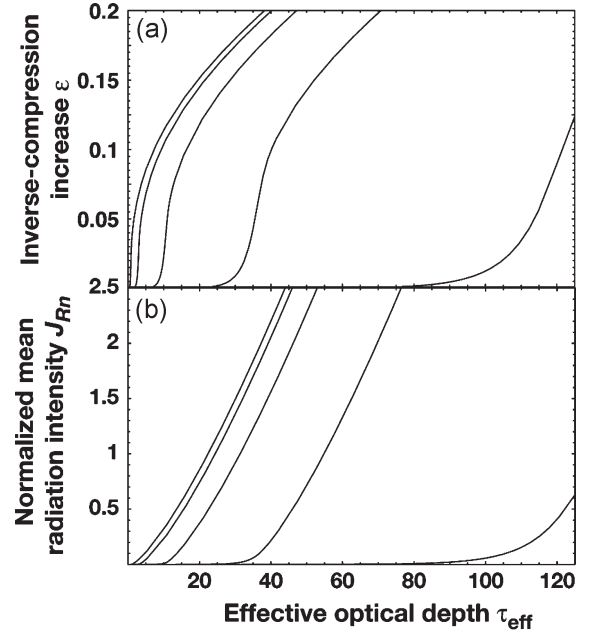 (a)
Inverse-compression
increase ε
0.2
0.15
0.1
0.05
2.5
(b)
Normalized mean
radiation intensity J_Rn
2
1.5
1
0.5
20 40 60 80 100 120
Effective optical depth τ_eff